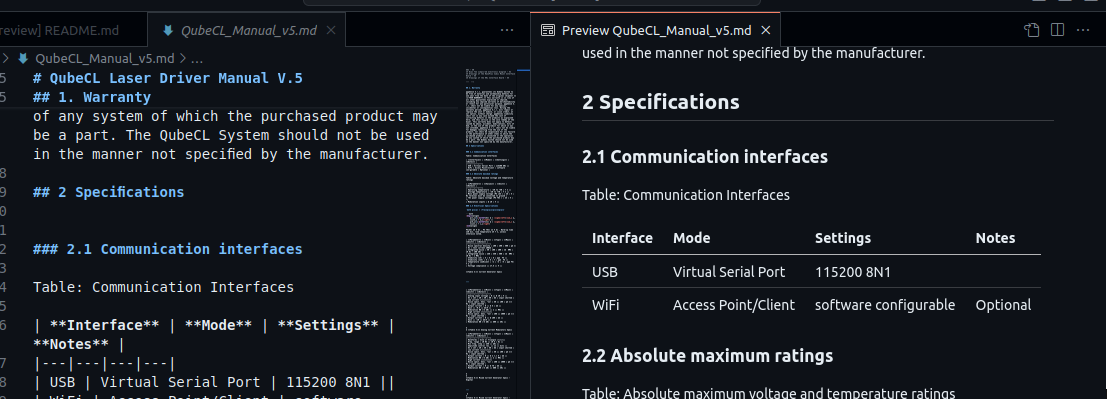 review] README.md
QubeCL_Manual_v5.md
QubeCL_Manual_v5.md > ...
5 # QubeCL Laser Driver Manual V.5
5 ## 1. Warranty
of any system of which the purchased product may
be a part. The QubeCL System should not be used
in the manner not specified by the manufacturer.
8
9 ## 2 Specifications
0
1
2 ### 2.1 Communication interfaces
3
4 Table: Communication Interfaces
5
6 | **Interface** | **Mode** | **Settings** |
**Notes** |
7 |---|---|---|---|
8 | USB | Virtual Serial Port | 115200 8N1 ||
9 | WiFi | Access Point/Client | software
Preview QubeCL_Manual_v5.md
used in the manner not specified by the manufacturer.
2 Specifications
2.1 Communication interfaces
Table: Communication Interfaces
Interface Mode Settings Notes
USB Virtual Serial Port 115200 8N1
WiFi Access Point/Client software configurable Optional
2.2 Absolute maximum ratings
Table: Absolute maximum voltage and temperature ratings